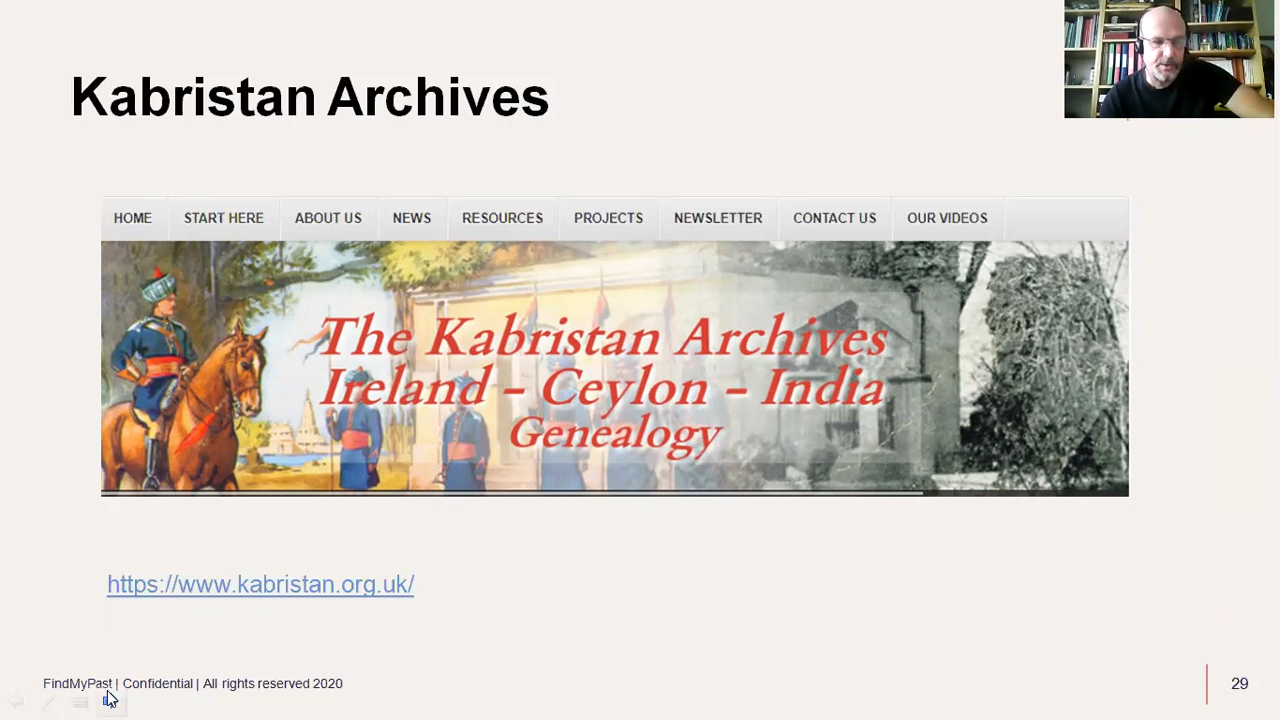 Kabristan Archives
HOME START HERE ABOUT US NEWS RESOURCES PROJECTS NEWSLETTER CONTACT US OUR VIDEOS
The Kabristan Archives
Ireland - Ceylon - India
Genealogy
https://www.kabristan.org.uk/
FindMyPast | Confidential | All rights reserved 2020
29